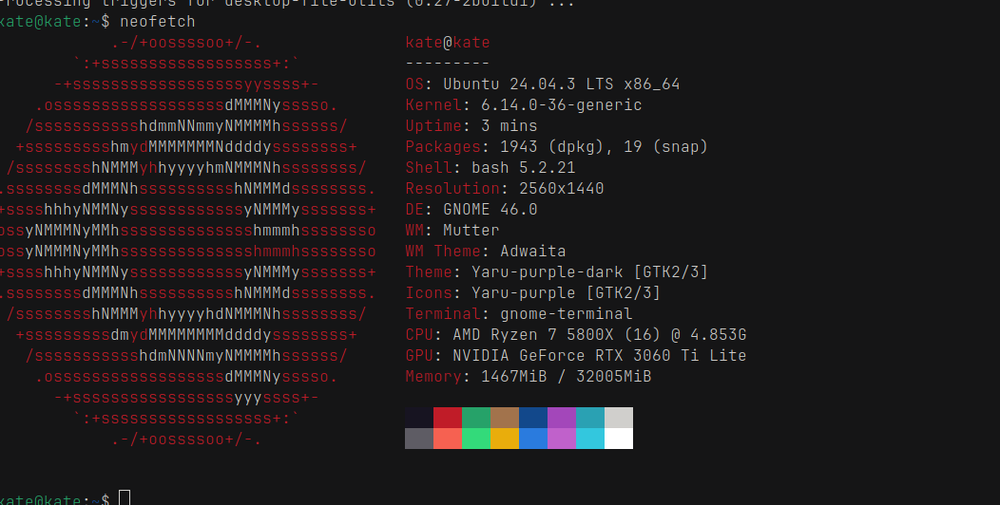 Processing triggers for desktop-file-utils (0.27-2build1) ...
kate@kate:~$ neofetch
            .-/+oossssoo+/-.               kate@kate
        `:+ssssssssssssssssss+:`           ---------
      -+ssssssssssssssssssyyssss+-         OS: Ubuntu 24.04.3 LTS x86_64
    .ossssssssssssssssssdMMMNysssso.       Kernel: 6.14.0-36-generic
   /ssssssssssshdmmNNmmyNMMMMhssssss/      Uptime: 3 mins
  +ssssssssshmydMMMMMMMNddddyssssssss+     Packages: 1943 (dpkg), 19 (snap)
 /sssssssshNMMMyhhyyyyhmNMMMNhssssssss/    Shell: bash 5.2.21
.ssssssssdMMMNhsssssssssshNMMMdssssssss.   Resolution: 2560x1440
+sssshhhyNMMNyssssssssssssyNMMMysssssss+   DE: GNOME 46.0
ossyNMMMNyMMhsssssssssssssshmmmhssssssso   WM: Mutter
ossyNMMMNyMMhsssssssssssssshmmmhssssssso   WM Theme: Adwaita
+sssshhhyNMMNyssssssssssssyNMMMysssssss+   Theme: Yaru-purple-dark [GTK2/3]
.ssssssssdMMMNhsssssssssshNMMMdssssssss.   Icons: Yaru-purple [GTK2/3]
 /sssssssshNMMMyhhyyyyhdNMMMNhssssssss/    Terminal: gnome-terminal
  +sssssssssdmydMMMMMMMMddddyssssssss+     CPU: AMD Ryzen 7 5800X (16) @ 4.853G
   /ssssssssssshdmNNNNmyNMMMMhssssss/      GPU: NVIDIA GeForce RTX 3060 Ti Lite
    .ossssssssssssssssssdMMMNysssso.       Memory: 1467MiB / 32005MiB
      -+sssssssssssssssssyyyssss+-
        `:+ssssssssssssssssss+:`
            .-/+oossssoo+/-.
kate@kate:~$